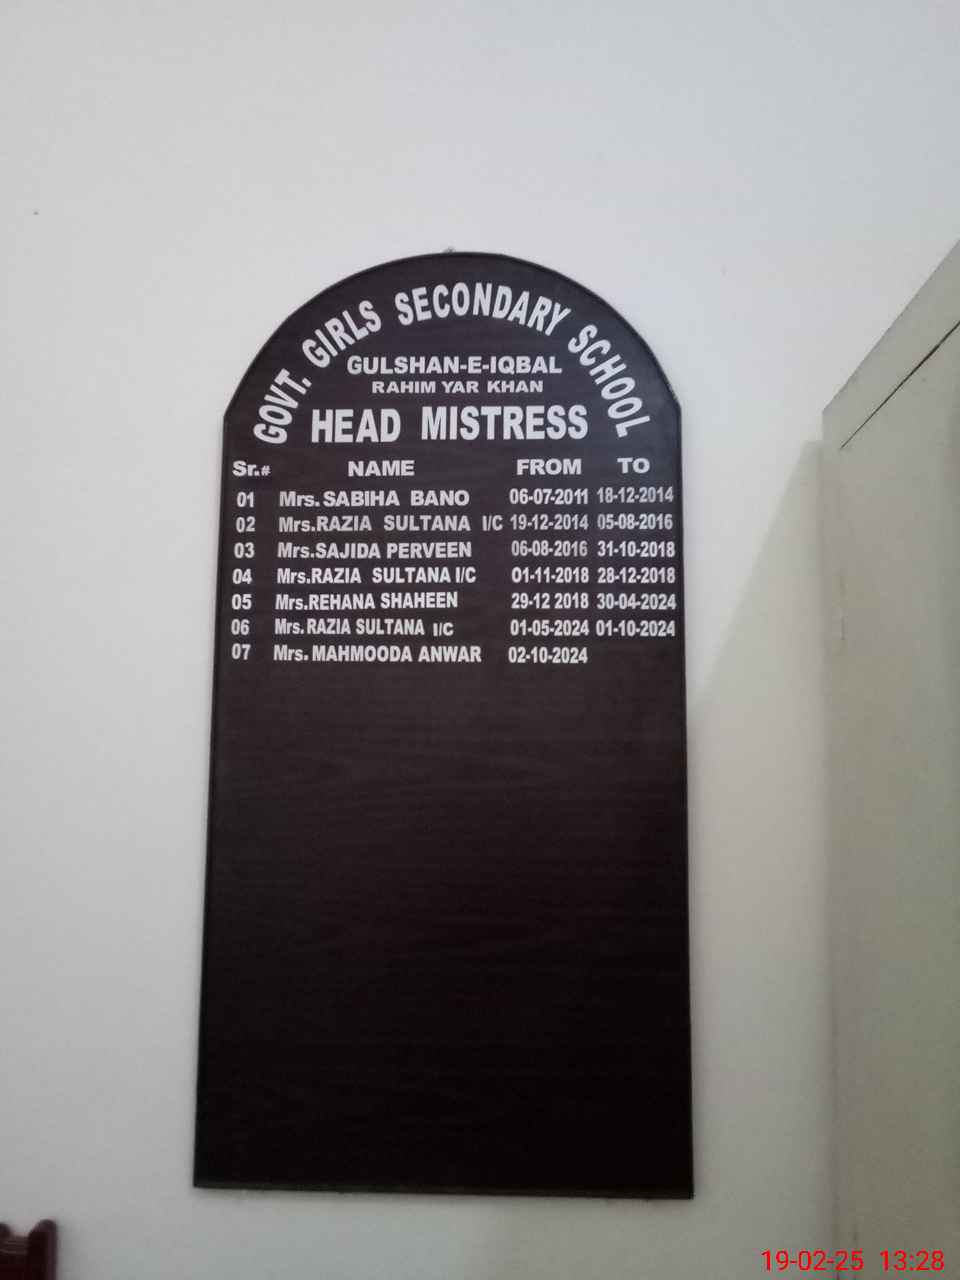 GOVT. GIRLS SECONDARY SCHOOL
GULSHAN-E-IQBAL
RAHIM YAR KHAN
HEAD MISTRESS
Sr.# NAME FROM TO
01 Mrs. SABIHA BANO 06-07-2011 18-12-2014
02 Mrs.RAZIA SULTANA I/C 19-12-2014 05-08-2016
03 Mrs.SAJIDA PERVEEN 06-08-2016 31-10-2018
04 Mrs.RAZIA SULTANA I/C 01-11-2018 28-12-2018
05 Mrs.REHANA SHAHEEN 29-12 2018 30-04-2024
06 Mrs.RAZIA SULTANA I/C 01-05-2024 01-10-2024
07 Mrs. MAHMOODA ANWAR 02-10-2024
19-02-25 13:28